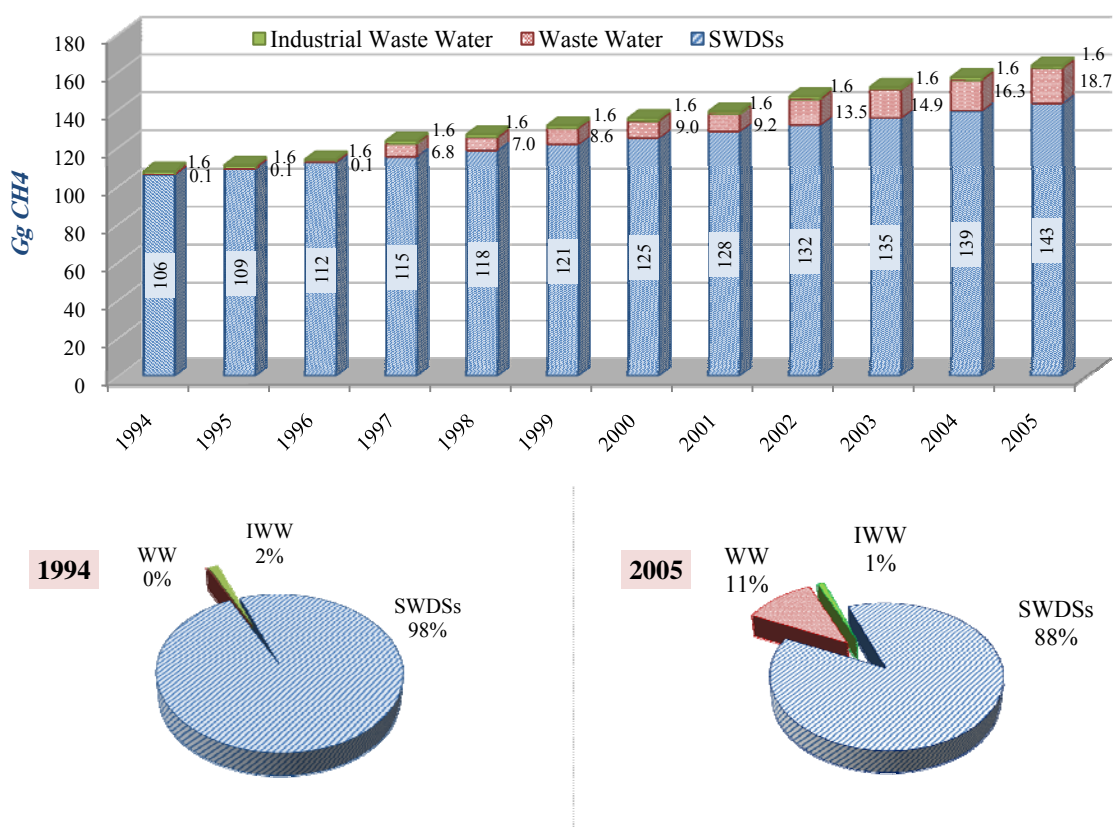 Industrial Waste Water Waste Water SWDSs
Gg CH4
180
160
140
120
100
80
60
40
20
0
1.6 1.6 1.6 1.6 1.6 1.6 1.6 1.6 1.6 1.6 1.6 1.6
0.1 0.1 0.1 6.8 7.0 8.6 9.0 9.2 13.5 14.9 16.3 18.7
106 109 112 115 118 121 125 128 132 135 139 143
1994 1995 1996 1997 1998 1999 2000 2001 2002 2003 2004 2005
1994
WW
0%
IWW
2%
SWDSs
98%
2005
WW
11%
IWW
1%
SWDSs
88%